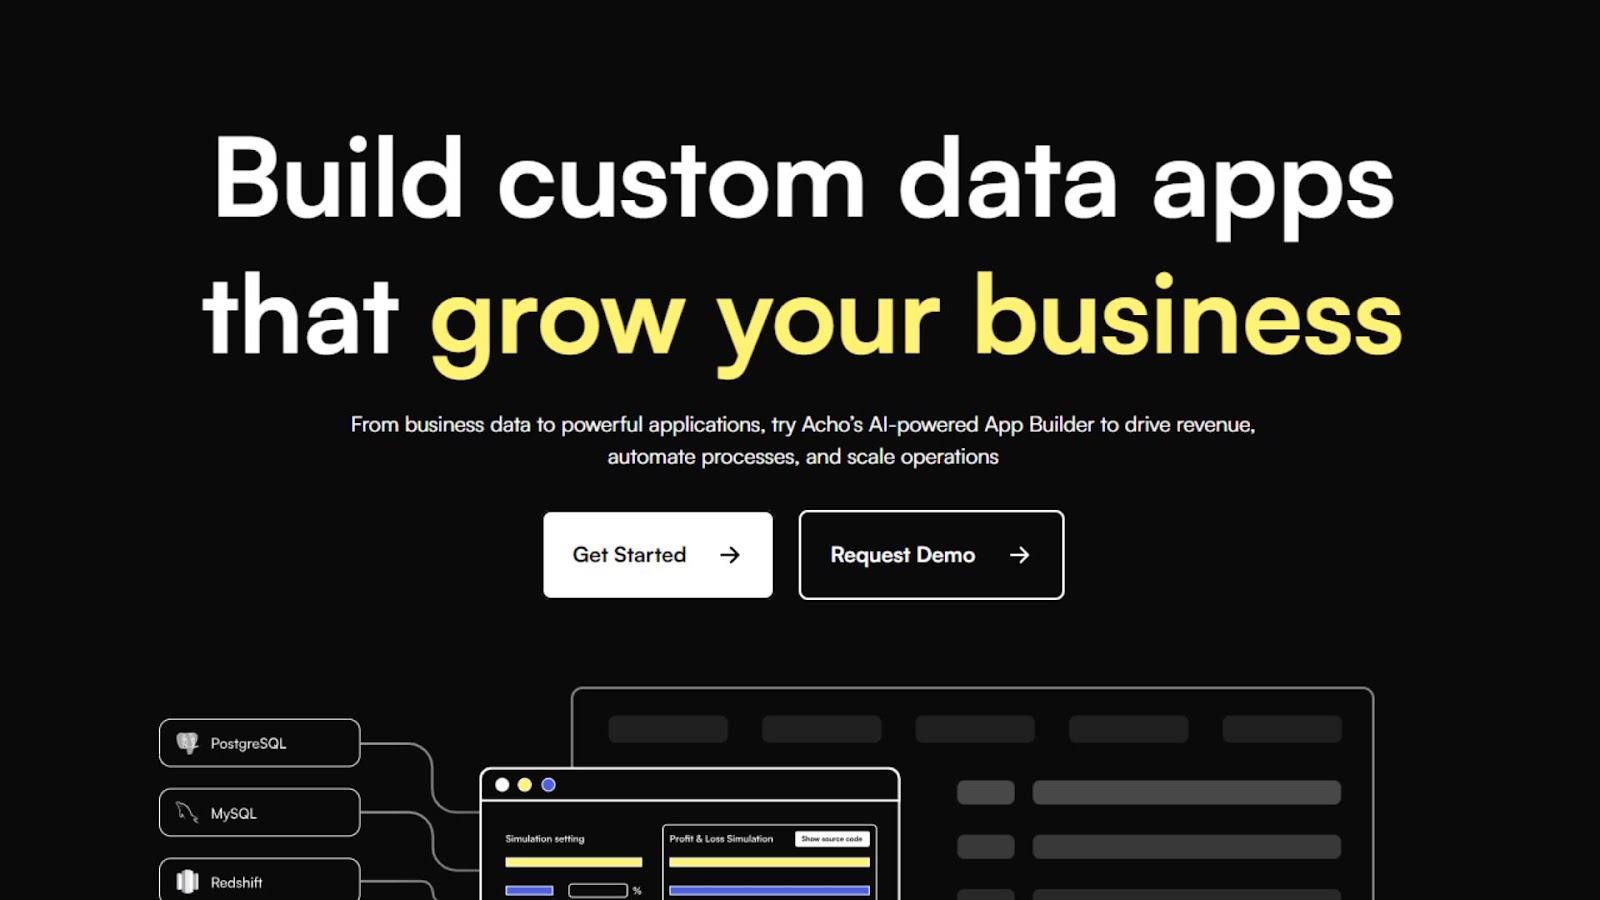 Build custom data apps
that grow your business
From business data to powerful applications, try Acho's AI-powered App Builder to drive revenue,
automate processes, and scale operations
Get Started
Request Demo
PostgreSQL
MySQL
Redshift
Simulation setting
%
Profit & Loss Simulation
Show source code